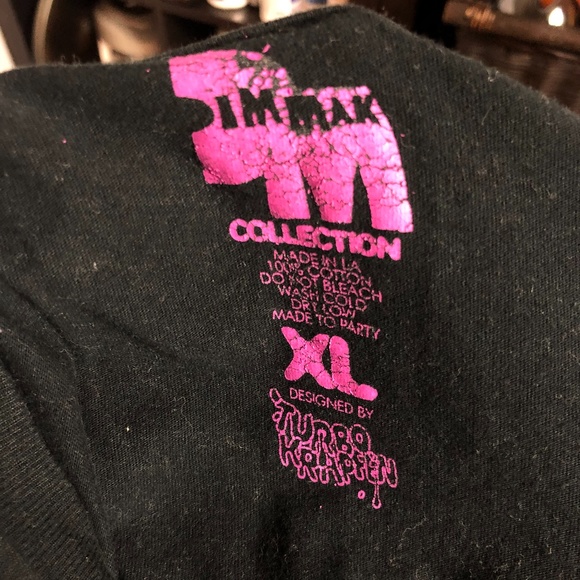 DIM MAK
COLLECTION
MADE IN LA
100% COTTON
DO NOT BLEACH
WASH COLD
DRY LOW
MADE TO PARTY
XL
DESIGNED BY
TURBO
KRAPFEN